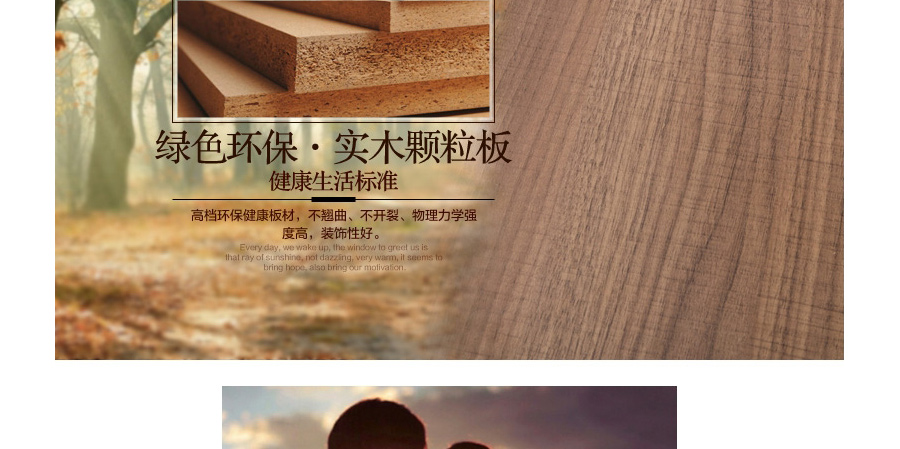 绿色环保·实木颗粒板
健康生活标准
高档环保健康板材，不翘曲、不开裂、物理力学强
度高，装饰性好。
Every day, we wake up, the window to greet us is
that ray of sunshine, not dazzling, very warm, it seems to
bring hope, also bring our motivation.